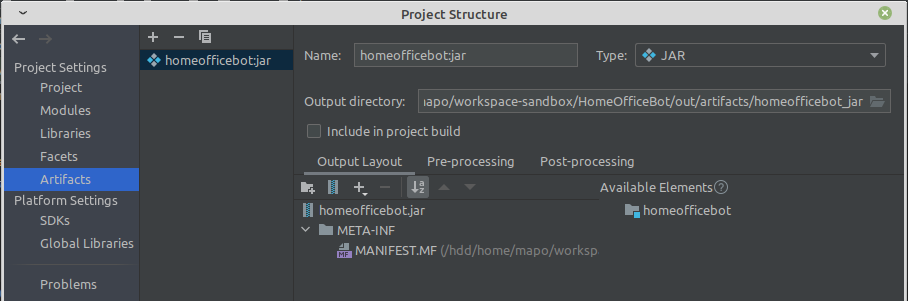 Project Structure
Project Settings
Project
Modules
Libraries
Facets
Artifacts
Platform Settings
SDKs
Global Libraries
Problems
homeofficebot:jar
Name: homeofficebot:jar Type: JAR
Output directory: mapo/workspace-sandbox/HomeOfficeBot/out/artifacts/homeofficebot_jar
Include in project build
Output Layout Pre-processing Post-processing
Available Elements ?
homeofficebot.jar
META-INF
MANIFEST.MF (/hdd/home/mapo/worksp
homeofficebot